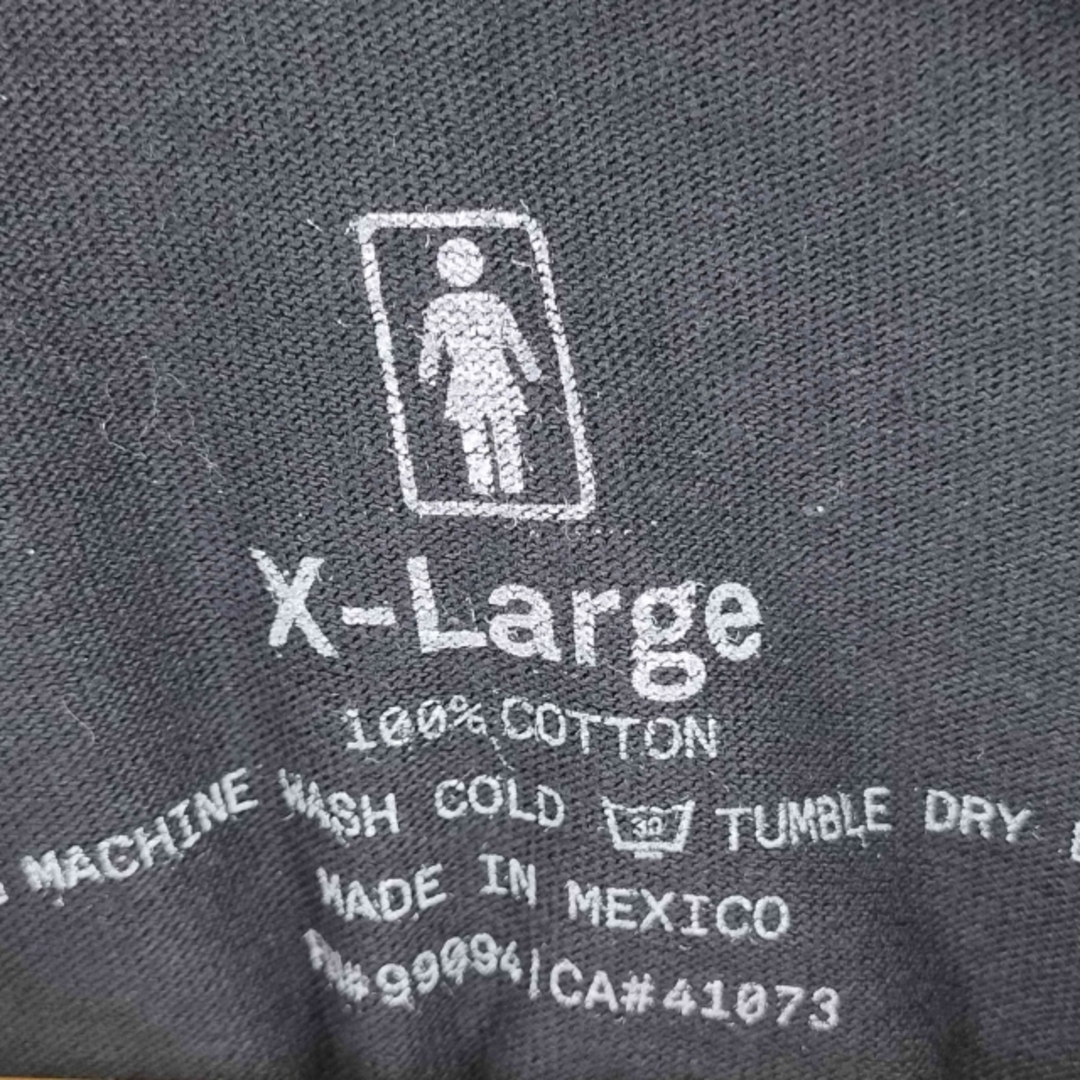 X-Large
100% COTTON
MACHINE WASH COLD 30 TUMBLE DRY
MADE IN MEXICO
RN#99094|CA#41073